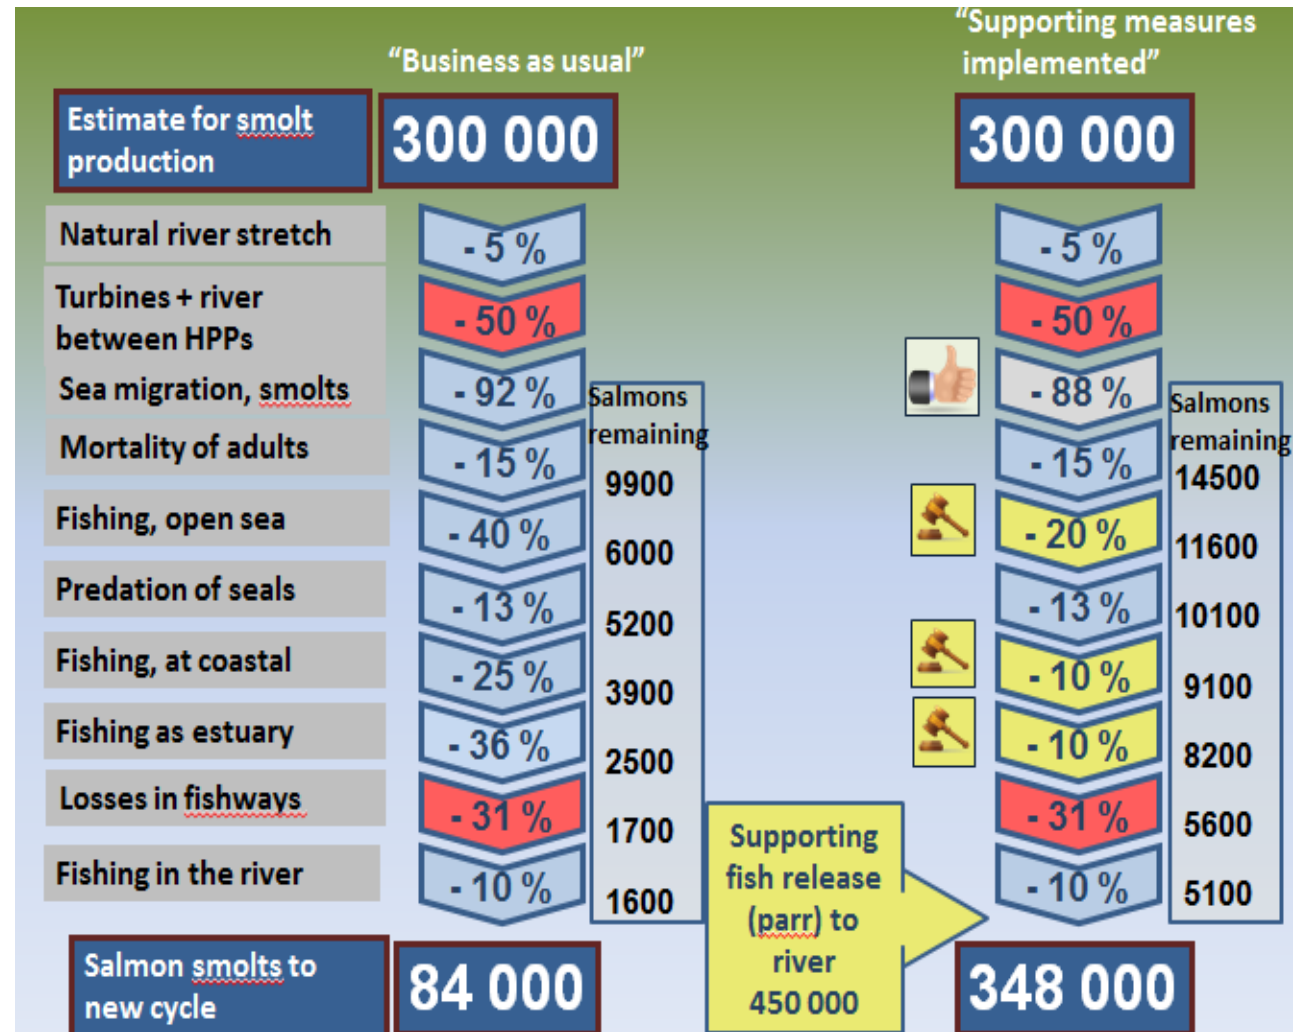 “Business as usual”
“Supporting measures
implemented”
Estimate for smolt
production
300 000
300 000
Natural river stretch
- 5 %
- 5 %
Turbines + river
between HPPs
- 50 %
- 50 %
Sea migration, smolts
- 92 %
- 88 %
Salmons
remaining
Salmons
remaining
Mortality of adults
- 15 %
9900
- 15 %
14500
Fishing, open sea
- 40 %
6000
- 20 %
11600
Predation of seals
- 13 %
5200
- 13 %
10100
Fishing, at coastal
- 25 %
3900
- 10 %
9100
Fishing as estuary
- 36 %
2500
- 10 %
8200
Losses in fishways
- 31 %
1700
- 31 %
5600
Fishing in the river
- 10 %
1600
- 10 %
5100
Supporting
fish release
(parr) to
river
450 000
Salmon smolts to
new cycle
84 000
348 000